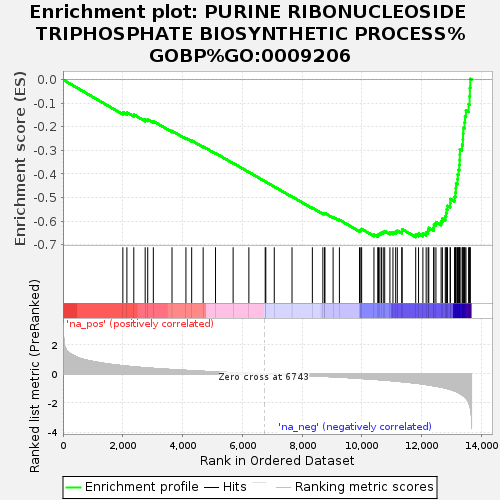 Enrichment plot: PURINE RIBONUCLEOSIDE
TRIPHOSPHATE BIOSYNTHETIC PROCESS%
GOBP%GO:0009206
Enrichment score (ES)
0.0
-0.1
-0.2
-0.3
-0.4
-0.5
-0.6
-0.7
'na_pos' (positively correlated)
Ranked list metric (PreRanked)
2
0
-2
-4
Zero cross at 6743
'na_neg' (negatively correlated)
0
2,000
4,000
6,000
8,000
10,000
12,000
14,000
Rank in Ordered Dataset
Enrichment profile
Hits
Ranking metric scores